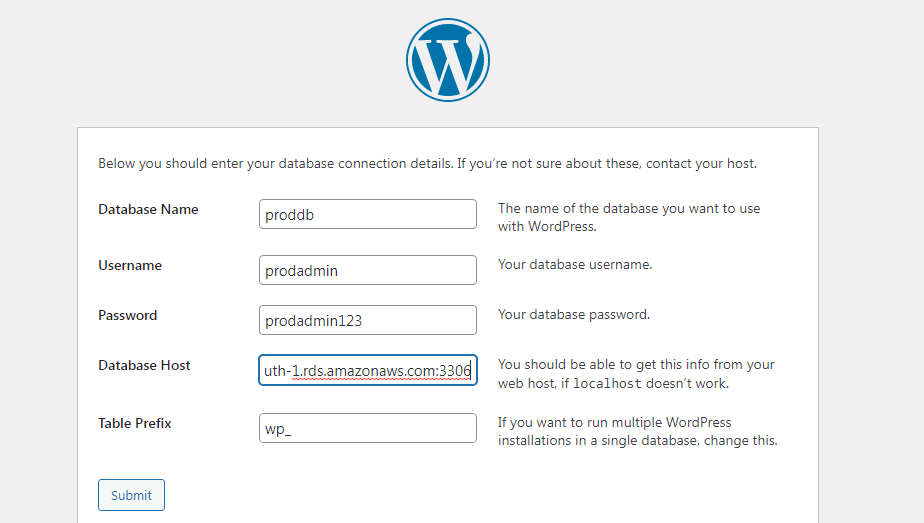 Below you should enter your database connection details. If you’re not sure about these, contact your host.
Database Name
proddb
The name of the database you want to use
with WordPress.
Username
prodadmin
Your database username.
Password
prodadmin123
Your database password.
Database Host
uth-1.rds.amazonaws.com:3306
You should be able to get this info from your
web host, if localhost doesn’t work.
Table Prefix
wp_
If you want to run multiple WordPress
installations in a single database, change this.
Submit